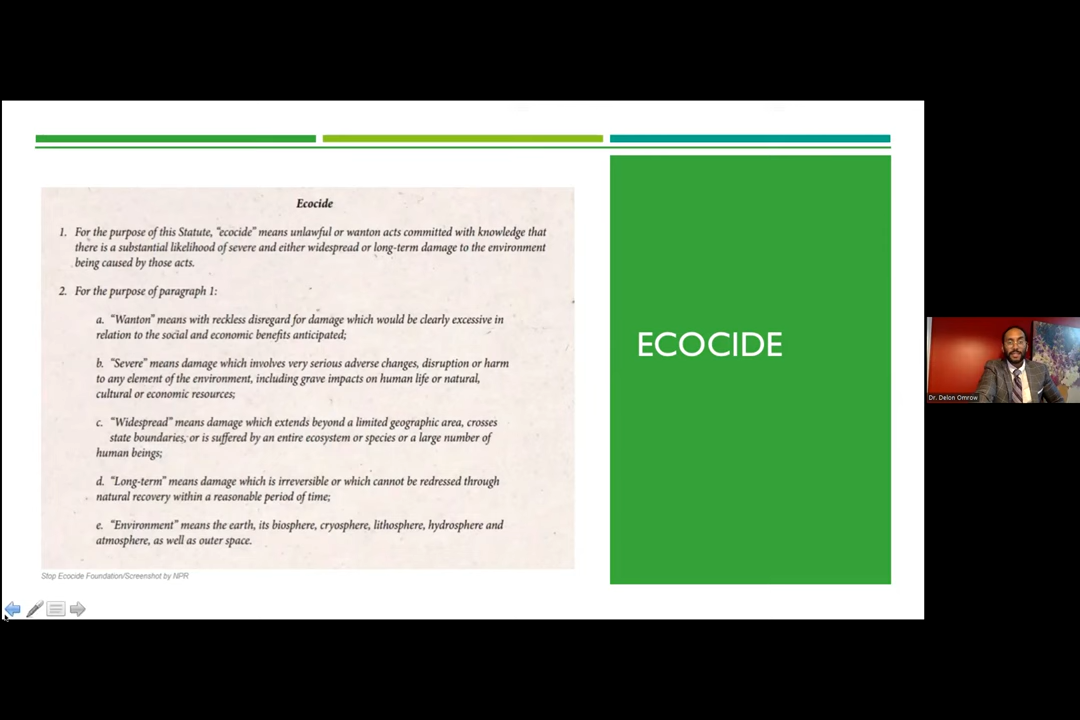 Ecocide
1. For the purpose of this Statute, “ecocide” means unlawful or wanton acts committed with knowledge that
there is a substantial likelihood of severe and either widespread or long-term damage to the environment
being caused by those acts.
2. For the purpose of paragraph 1:
a. “Wanton” means with reckless disregard for damage which would be clearly excessive in
relation to the social and economic benefits anticipated;
b. “Severe” means damage which involves very serious adverse changes, disruption or harm
to any element of the environment, including grave impacts on human life or natural,
cultural or economic resources;
c. “Widespread” means damage which extends beyond a limited geographic area, crosses
state boundaries, or is suffered by an entire ecosystem or species or a large number of
human beings;
d. “Long-term” means damage which is irreversible or which cannot be redressed through
natural recovery within a reasonable period of time;
e. “Environment” means the earth, its biosphere, cryosphere, lithosphere, hydrosphere and
atmosphere, as well as outer space.
Stop Ecocide Foundation/Screenshot by NPR
ECOCIDE
Dr. Delon Omrow